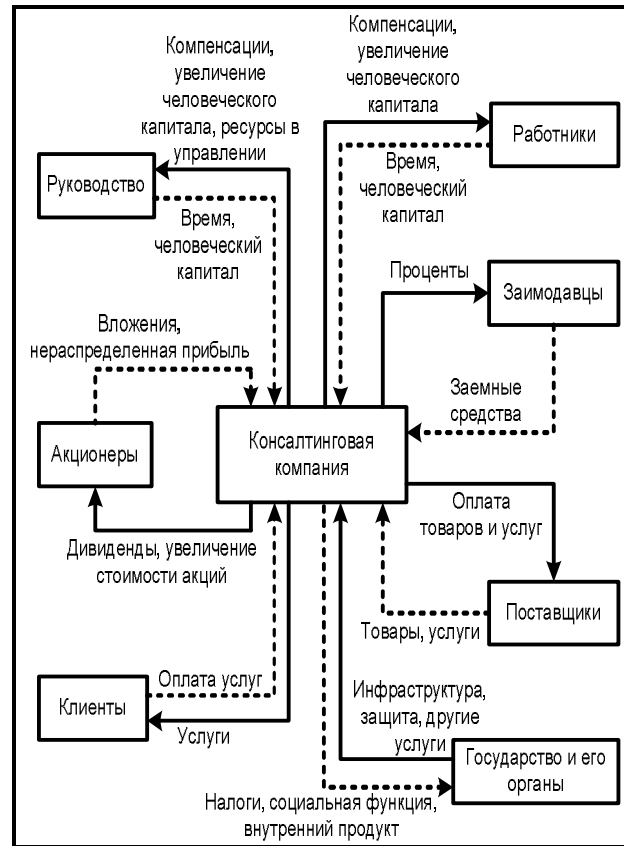 Компенсации,
увеличение
человеческого
капитала, ресурсы в
управлении
Компенсации,
увеличение
человеческого
капитала
Работники
Руководство
Время,
человеческий
капитал
Время,
человеческий
капитал
Проценты
Заимодавцы
Вложения,
нераспределенная прибыль
Заемные
средства
Акционеры
Консалтинговая
компания
Оплата
товаров и услуг
Дивиденды, увеличение
стоимости акций
Поставщики
Товары, услуги
Оплата услуг
Клиенты
Услуги
Инфраструктура,
защита, другие
услуги
Государство и его
органы
Налоги, социальная функция,
внутренний продукт